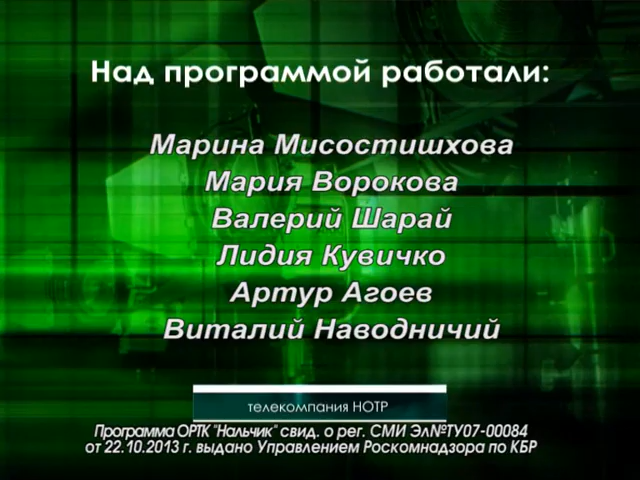 Над программой работали:
Марина Мисостишхова
Мария Ворокова
Валерий Шарай
Лидия Кувичко
Артур Агоев
Виталий Наводничий
телекомпания НОТР
Программа ОРТК "Нальчик" свид. о рег. СМИ Эл№ТУ07-00084
от 22.10.2013 г. выдано Управлением Роскомнадзора по КБР